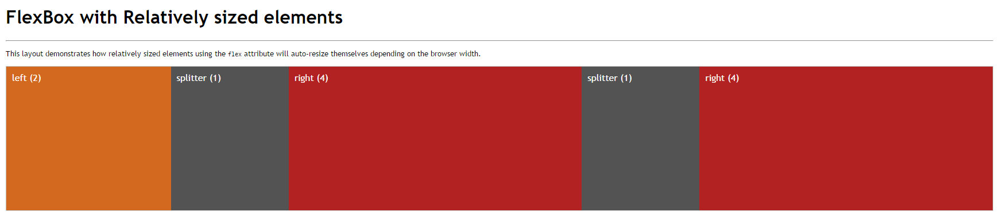 FlexBox with Relatively sized elements
This layout demonstrates how relatively sized elements using the flex attribute will auto-resize themselves depending on the browser width.
left (2) splitter (1) right (4) splitter (1) right (4)